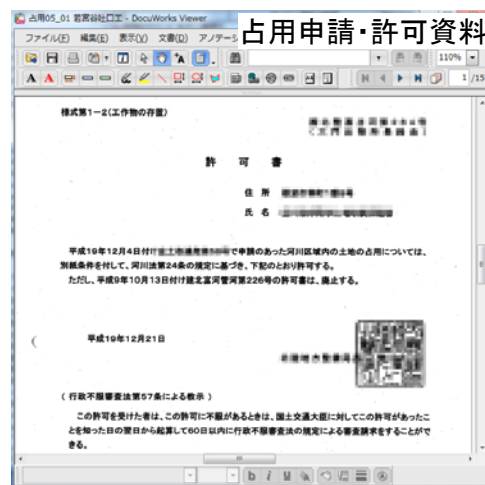 占用05_01 若宮谷吐口工 - DocuWorks Viewer
占用申請・許可資料
ファイル(F) 編集(E) 表示(V) 文書(D) アノテーシ
110%
1 /15
様式第1-2(工作物の存置)
許 可 書
住 所
氏 名
平成19年12月4日付け で申請のあった河川区域内の土地の占用については、
別紙条件を付して、河川法第24条の規定に基づき、下記のとおり許可する。
ただし、平成9年10月13日付け建北富河管河第226号の許可書は、廃止する。
平成19年12月21日
( 行政不服審査法第57条による教示 )
この許可を受けた者は、この許可に不服があるときは、国土交通大臣に対してこの許可があったこ
とを知った日の翌日から起算して60日以内に行政不服審査法の規定による審査請求をすることがで
きる。